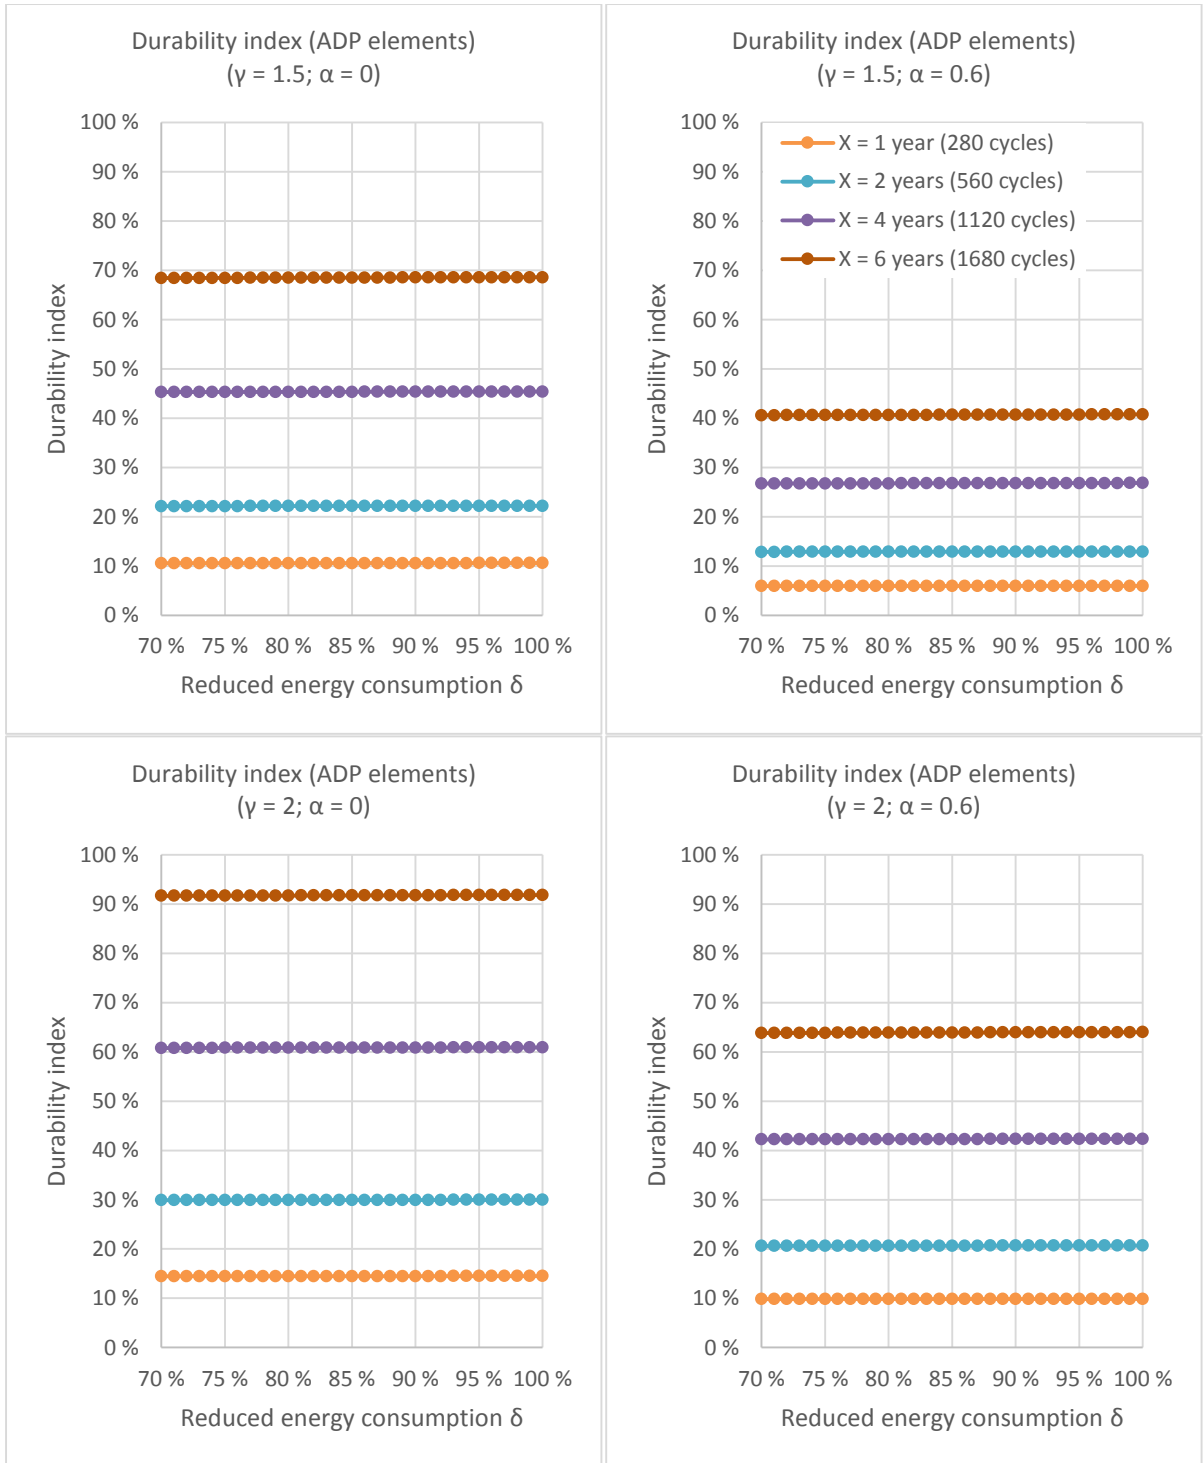 Durability index (ADP elements)
(γ = 1.5; α = 0)
100 %
90 %
80 %
70 %
60 %
50 %
40 %
30 %
20 %
10 %
0 %
Durability index
70 % 75 % 80 % 85 % 90 % 95 % 100 %
Reduced energy consumption δ
Durability index (ADP elements)
(γ = 1.5; α = 0.6)
100 %
90 %
80 %
70 %
60 %
50 %
40 %
30 %
20 %
10 %
0 %
Durability index
X = 1 year (280 cycles)
X = 2 years (560 cycles)
X = 4 years (1120 cycles)
X = 6 years (1680 cycles)
70 % 75 % 80 % 85 % 90 % 95 % 100 %
Reduced energy consumption δ
Durability index (ADP elements)
(γ = 2; α = 0)
100 %
90 %
80 %
70 %
60 %
50 %
40 %
30 %
20 %
10 %
0 %
Durability index
70 % 75 % 80 % 85 % 90 % 95 % 100 %
Reduced energy consumption δ
Durability index (ADP elements)
(γ = 2; α = 0.6)
100 %
90 %
80 %
70 %
60 %
50 %
40 %
30 %
20 %
10 %
0 %
Durability index
70 % 75 % 80 % 85 % 90 % 95 % 100 %
Reduced energy consumption δ